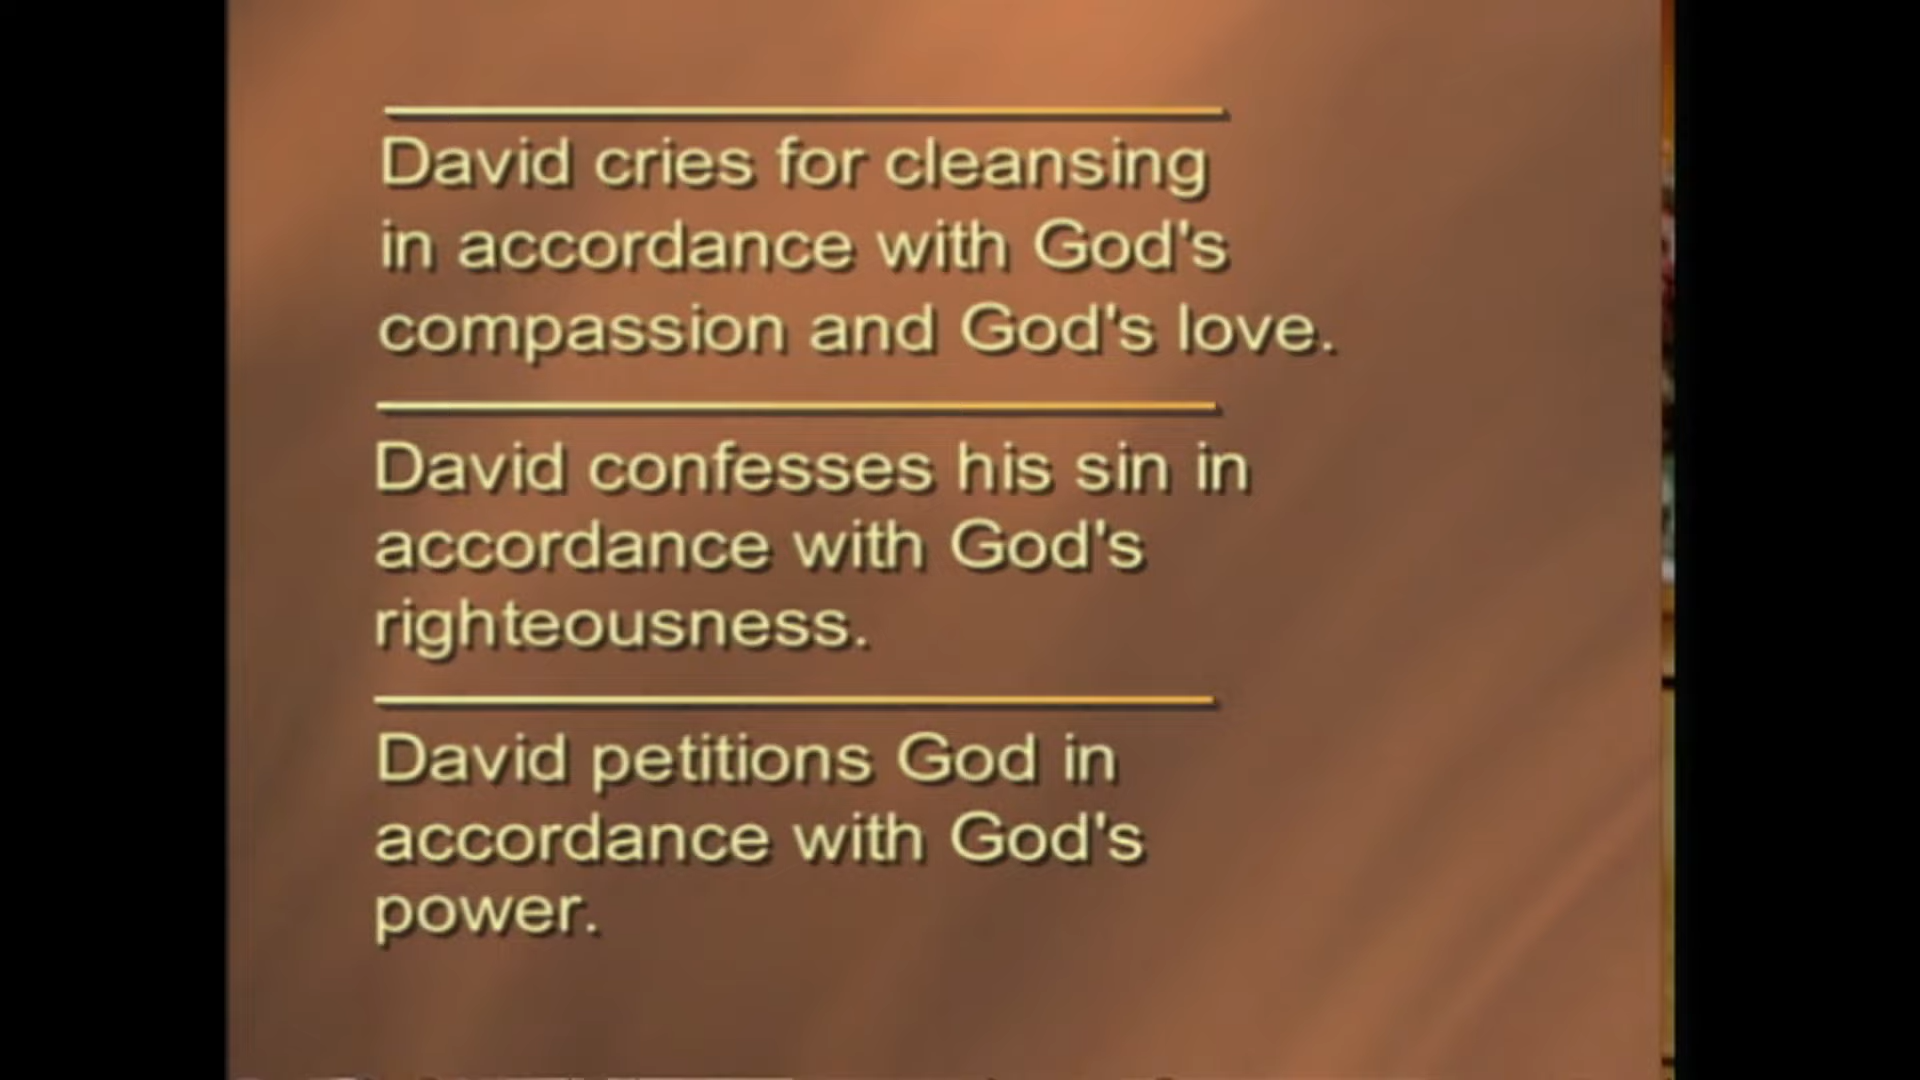 David cries for cleansing
in accordance with God's
compassion and God's love.
David confesses his sin in
accordance with God's
righteousness.
David petitions God in
accordance with God's
power.